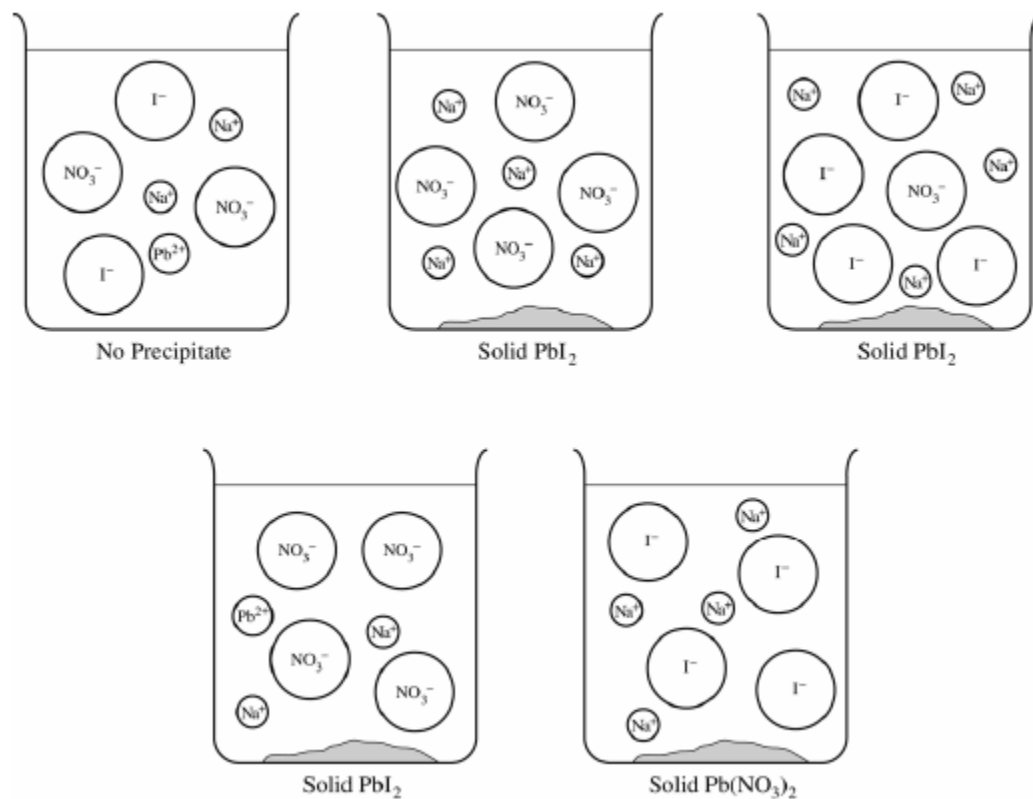 I⁻
Na⁺
NO₃⁻
Na⁺
NO₃⁻
Pb²⁺
I⁻
No Precipitate
Na⁺
NO₃⁻
Na⁺
NO₃⁻
NO₃⁻
NO₃⁻
Na⁺
Na⁺
Solid PbI₂
Na⁺
I⁻
Na⁺
I⁻
NO₃⁻
Na⁺
Na⁺
I⁻
I⁻
Na⁺
Solid PbI₂
NO₃⁻
NO₃⁻
Pb²⁺
Na⁺
NO₃⁻
NO₃⁻
Na⁺
Solid PbI₂
I⁻
Na⁺
I⁻
Na⁺
Na⁺
I⁻
I⁻
Na⁺
Solid Pb(NO₃)₂